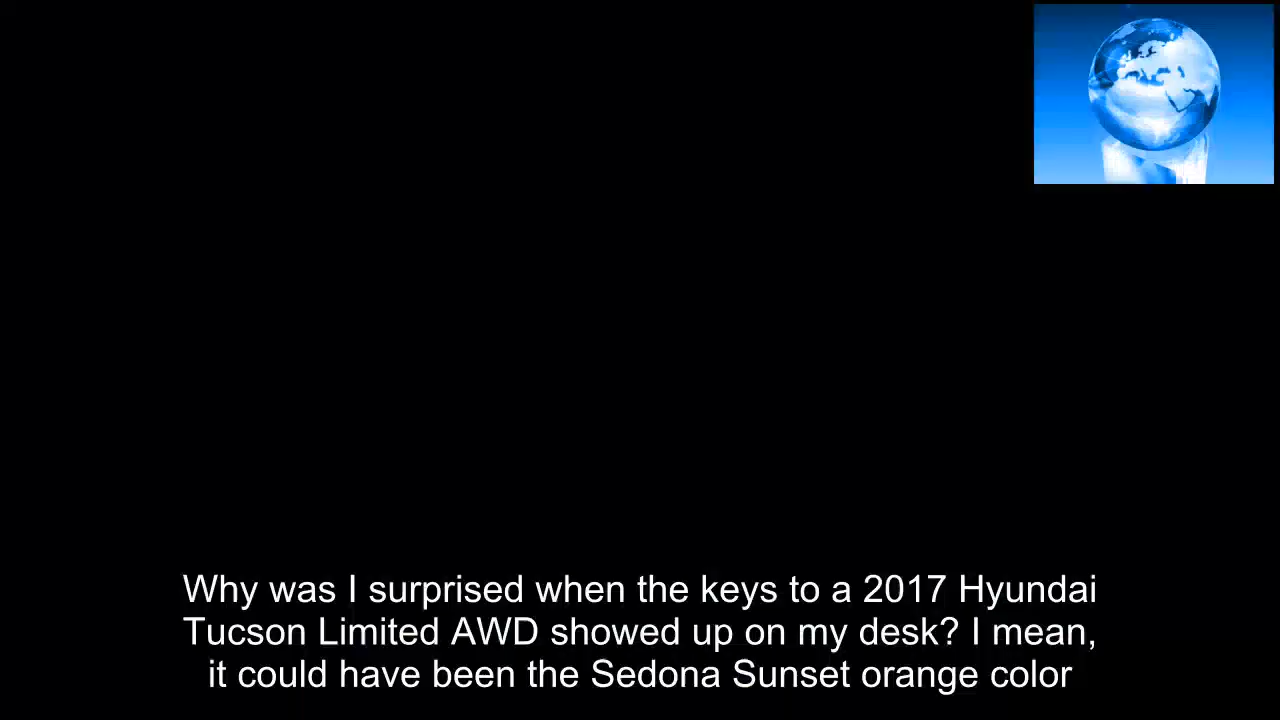 Why was I surprised when the keys to a 2017 Hyundai
Tucson Limited AWD showed up on my desk? I mean,
it could have been the Sedona Sunset orange color